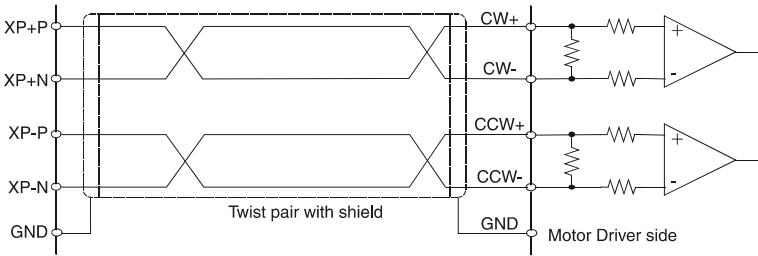 XP+P
CW+
+
XP+N
CW-
-
XP-P
CCW+
+
XP-N
CCW-
-
Twist pair with shield
GND
GND
Motor Driver side